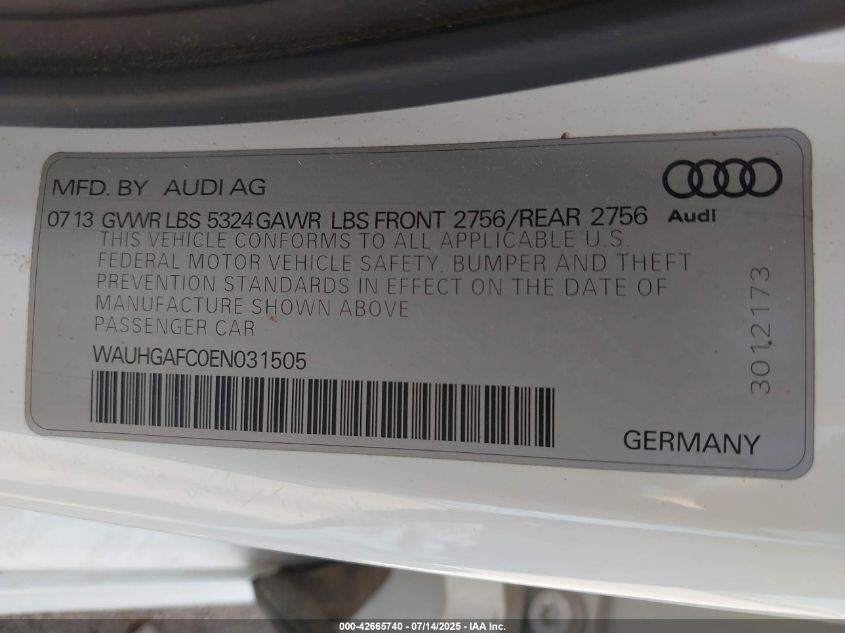 MFD. BY AUDI AG
Audi
07 13 GVWR LBS 5324 GAWR LBS FRONT 2756/REAR 2756
THIS VEHICLE CONFORMS TO ALL APPLICABLE U.S.
FEDERAL MOTOR VEHICLE SAFETY, BUMPER AND THEFT
PREVENTION STANDARDS IN EFFECT ON THE DATE OF
MANUFACTURE SHOWN ABOVE
PASSENGER CAR
WAUHGAFC0EN031505
3012173
GERMANY
000-42665740 / 07/14/2025 - IAA Inc.